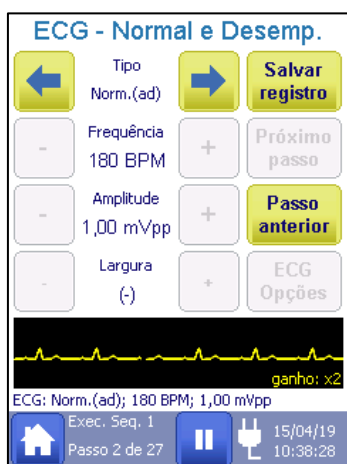 ECG - Normal e Desemp.
Tipo
Norm.(ad)
Salvar
registro
-
Frequência
180 BPM
+
Próximo
passo
-
Amplitude
1,00 mVpp
+
Passo
anterior
-
Largura
(-)
+
ECG
Opções
ganho: x2
ECG: Norm.(ad); 180 BPM; 1,00 mVpp
Exec. Seq. 1
Passo 2 de 27
15/04/19
10:38:28